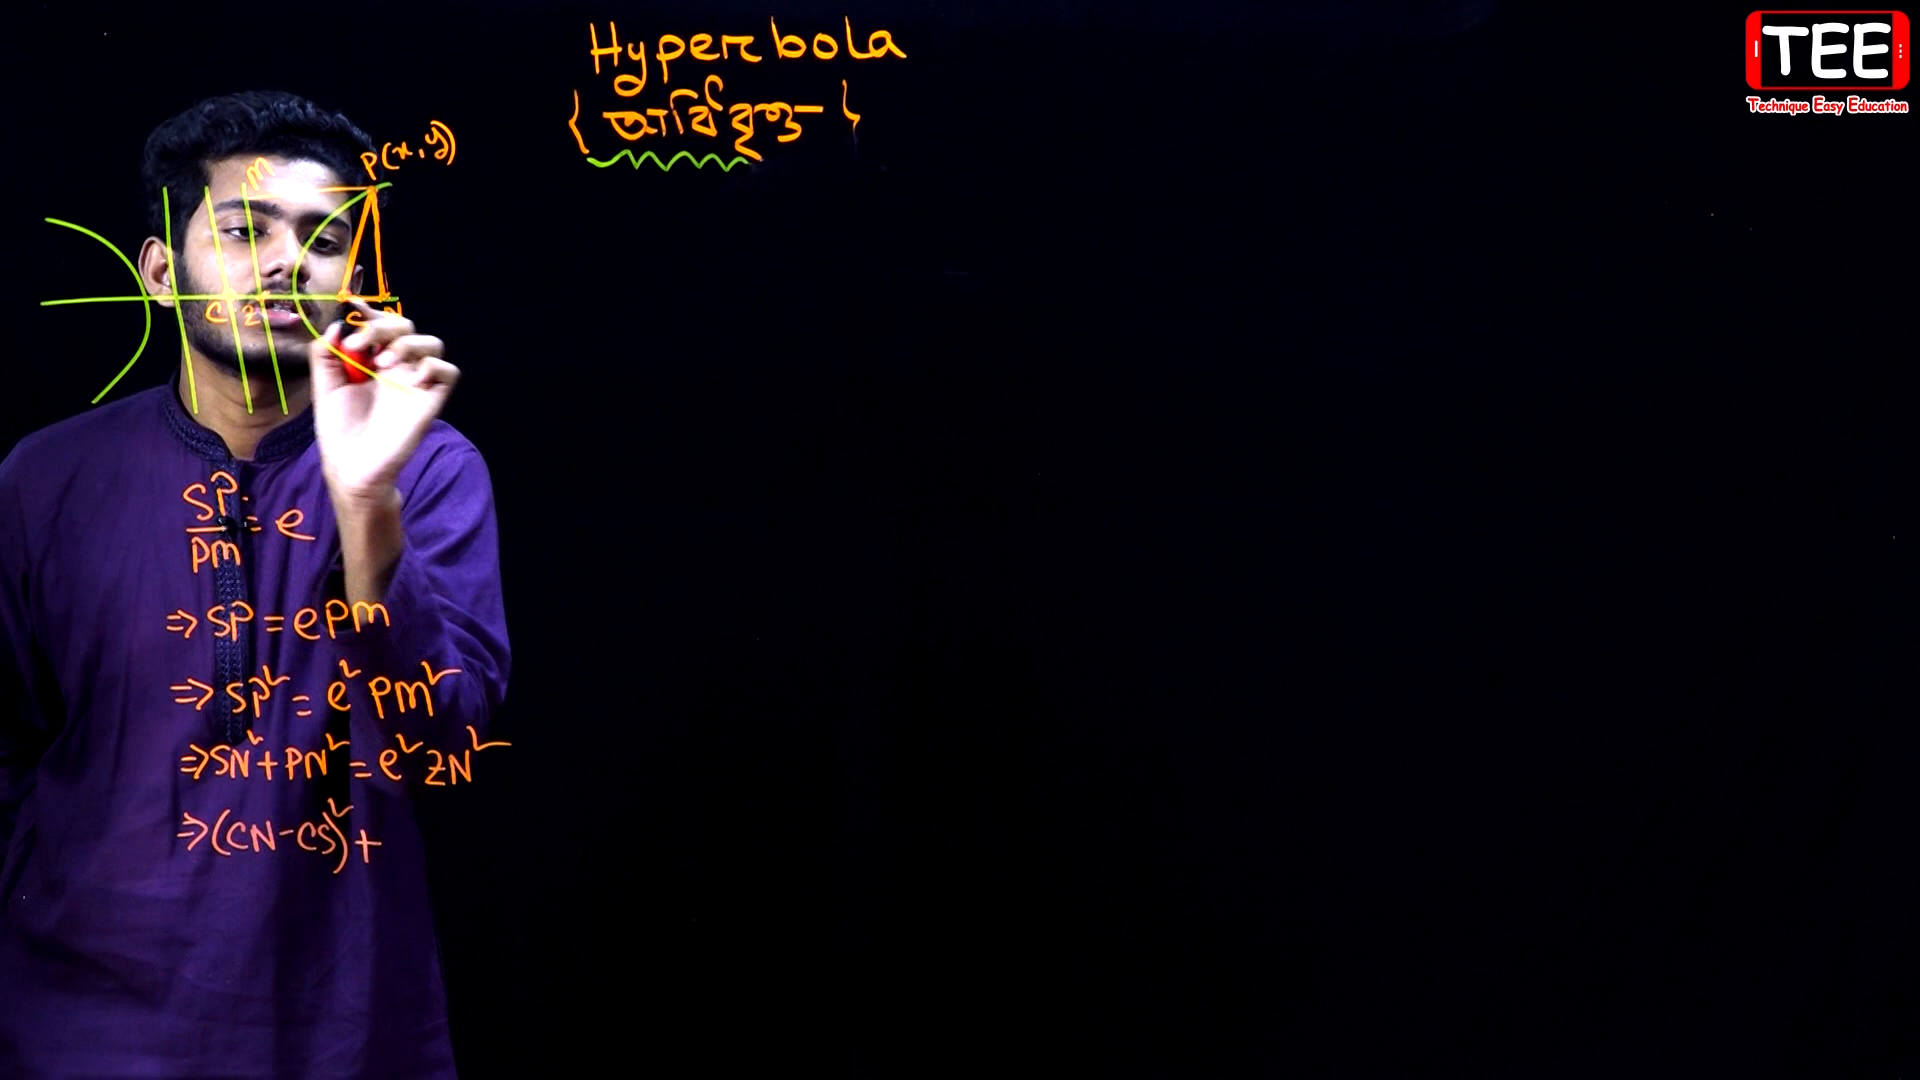 Hyperbola
{ অধিবৃত্ত }
TEE
Technique Easy Education
P(x, y)
M
C Z S N
SP/PM = e
⇒ SP = ePM
⇒ SP² = e² PM²
⇒ SN² + PN² = e² ZN²
⇒ (CN - CS)² +